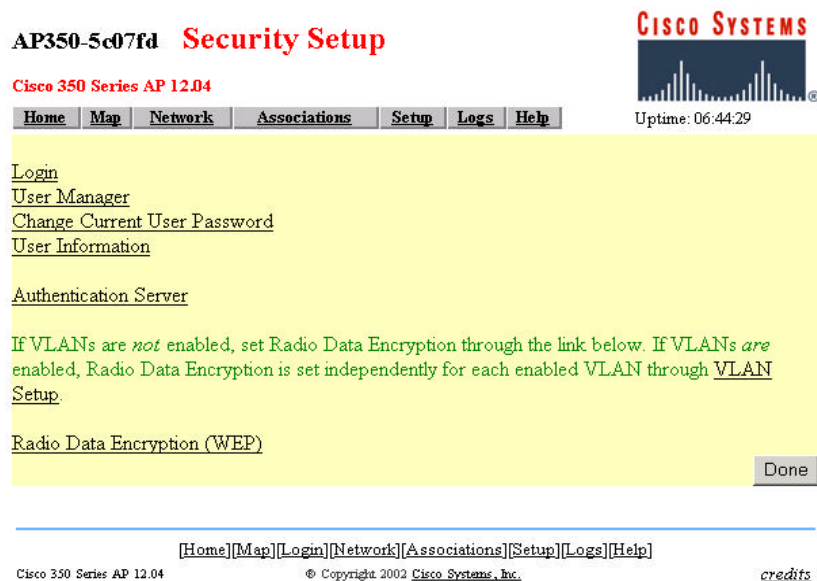 AP350-5c07fd Security Setup
CISCO SYSTEMS
Cisco 350 Series AP 12.04
®
Home Map Network Associations Setup Logs Help
Uptime: 06:44:29
Login
User Manager
Change Current User Password
User Information
Authentication Server
If VLANs are not enabled, set Radio Data Encryption through the link below. If VLANs are
enabled, Radio Data Encryption is set independently for each enabled VLAN through VLAN
Setup.
Radio Data Encryption (WEP)
Done
[Home][Map][Login][Network][Associations][Setup][Logs][Help]
Cisco 350 Series AP 12.04 © Copyright 2002 Cisco Systems, Inc. credits